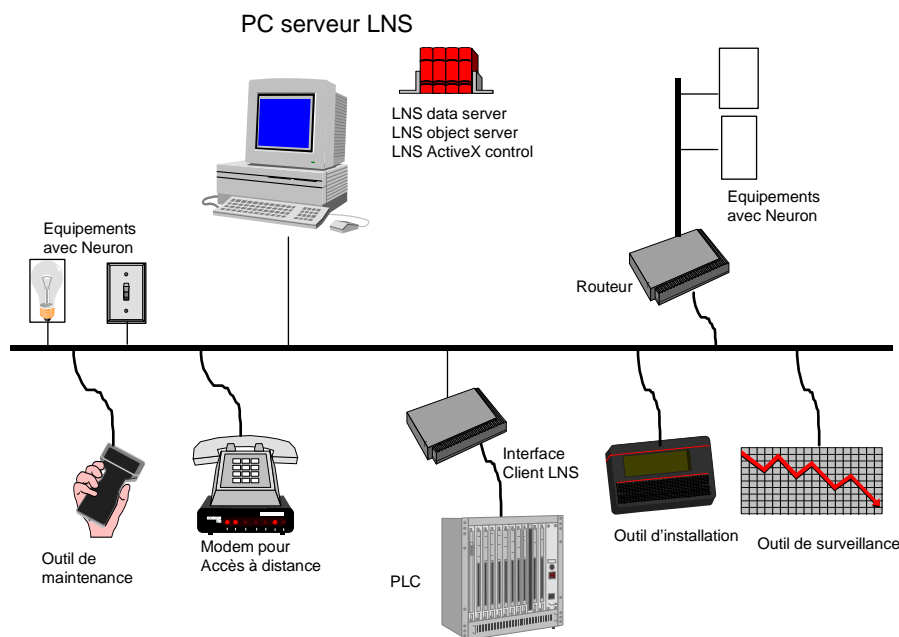 PC serveur LNS
LNS data server
LNS object server
LNS ActiveX control
Equipements
avec Neuron
Equipements
avec Neuron
Routeur
Interface
Client LNS
Outil de
maintenance
Modem pour
Accès à distance
PLC
Outil d'installation
Outil de surveillance